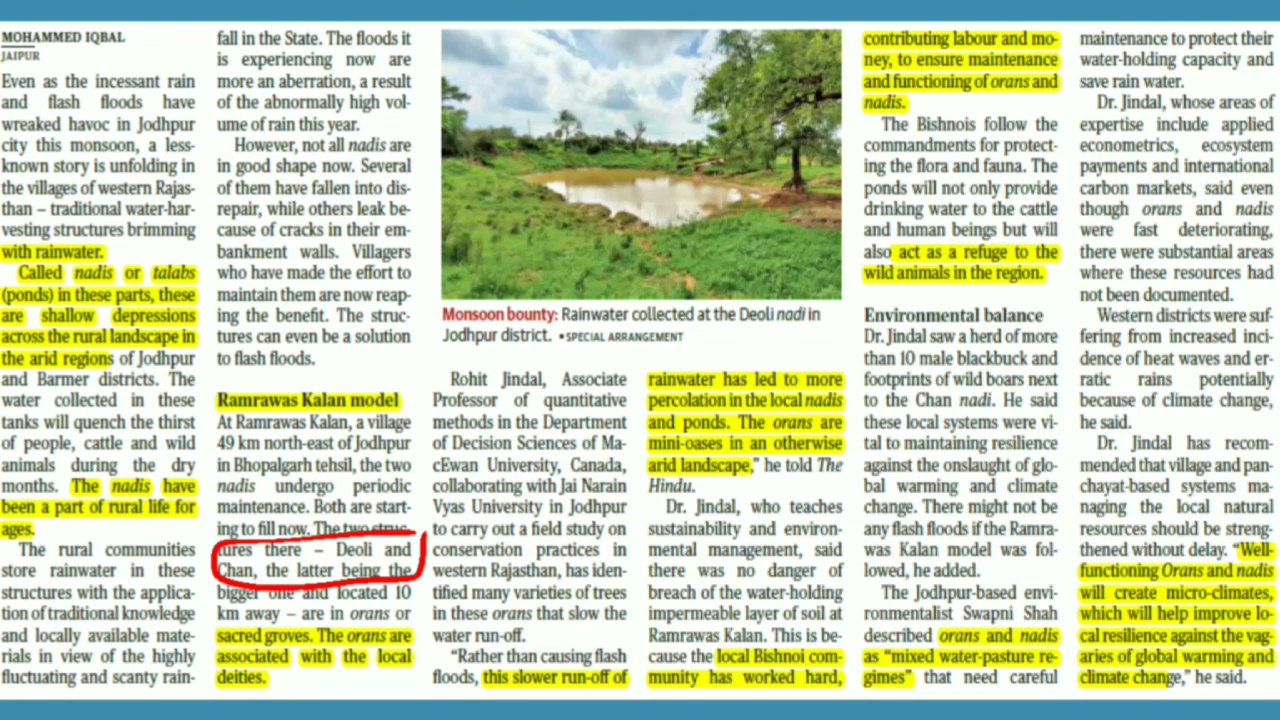 MOHAMMED IQBAL
JAIPUR
Even as the incessant rain
and flash floods have
wreaked havoc in Jodhpur
city this monsoon, a less-
known story is unfolding in
the villages of western Rajas-
than – traditional water-har-
vesting structures brimming
with rainwater.
Called nadis or talabs
(ponds) in these parts, these
are shallow depressions
across the rural landscape in
the arid regions of Jodhpur
and Barmer districts. The
water collected in these
tanks will quench the thirst
of people, cattle and wild
animals during the dry
months. The nadis have
been a part of rural life for
ages.
The rural communities
store rainwater in these
structures with the applica-
tion of traditional knowledge
and locally available mate-
rials in view of the highly
fluctuating and scanty rain-
fall in the State. The floods it
is experiencing now are
more an aberration, a result
of the abnormally high vol-
ume of rain this year.
However, not all nadis are
in good shape now. Several
of them have fallen into dis-
repair, while others leak be-
cause of cracks in their em-
bankment walls. Villagers
who have made the effort to
maintain them are now reap-
ing the benefit. The struc-
tures can even be a solution
to flash floods.
Ramrawas Kalan model
At Ramrawas Kalan, a village
49 km north-east of Jodhpur
in Bhopalgarh tehsil, the two
nadis undergo periodic
maintenance. Both are start-
ing to fill now. The two struc-
tures there – Deoli and
Chan, the latter being the
bigger one and located 10
km away – are in orans or
sacred groves. The orans are
associated with the local
deities.
Monsoon bounty: Rainwater collected at the Deoli nadi in
Jodhpur district. ▪SPECIAL ARRANGEMENT
Rohit Jindal, Associate
Professor of quantitative
methods in the Department
of Decision Sciences of Ma-
cEwan University, Canada,
collaborating with Jai Narain
Vyas University in Jodhpur
to carry out a field study on
conservation practices in
western Rajasthan, has iden-
tified many varieties of trees
in these orans that slow the
water run-off.
“Rather than causing flash
floods, this slower run-off of
rainwater has led to more
percolation in the local nadis
and ponds. The orans are
mini-oases in an otherwise
arid landscape,” he told The
Hindu.
Dr. Jindal, who teaches
sustainability and environ-
mental management, said
there was no danger of
breach of the water-holding
impermeable layer of soil at
Ramrawas Kalan. This is be-
cause the local Bishnoi com-
munity has worked hard,
contributing labour and mo-
ney, to ensure maintenance
and functioning of orans and
nadis.
The Bishnois follow the
commandments for protect-
ing the flora and fauna. The
ponds will not only provide
drinking water to the cattle
and human beings but will
also act as a refuge to the
wild animals in the region.
Environmental balance
Dr. Jindal saw a herd of more
than 10 male blackbuck and
footprints of wild boars next
to the Chan nadi. He said
these local systems were vi-
tal to maintaining resilience
against the onslaught of glo-
bal warming and climate
change. There might not be
any flash floods if the Ramra-
was Kalan model was fol-
lowed, he added.
The Jodhpur-based envi-
ronmentalist Swapni Shah
described orans and nadis
as “mixed water-pasture re-
gimes” that need careful
maintenance to protect their
water-holding capacity and
save rain water.
Dr. Jindal, whose areas of
expertise include applied
econometrics, ecosystem
payments and international
carbon markets, said even
though orans and nadis
were fast deteriorating,
there were substantial areas
where these resources had
not been documented.
Western districts were suf-
fering from increased inci-
dence of heat waves and er-
ratic rains potentially
because of climate change,
he said.
Dr. Jindal has recom-
mended that village and pan-
chayat-based systems ma-
naging the local natural
resources should be streng-
thened without delay. “Well-
functioning Orans and nadis
will create micro-climates,
which will help improve lo-
cal resilience against the vag-
aries of global warming and
climate change,” he said.